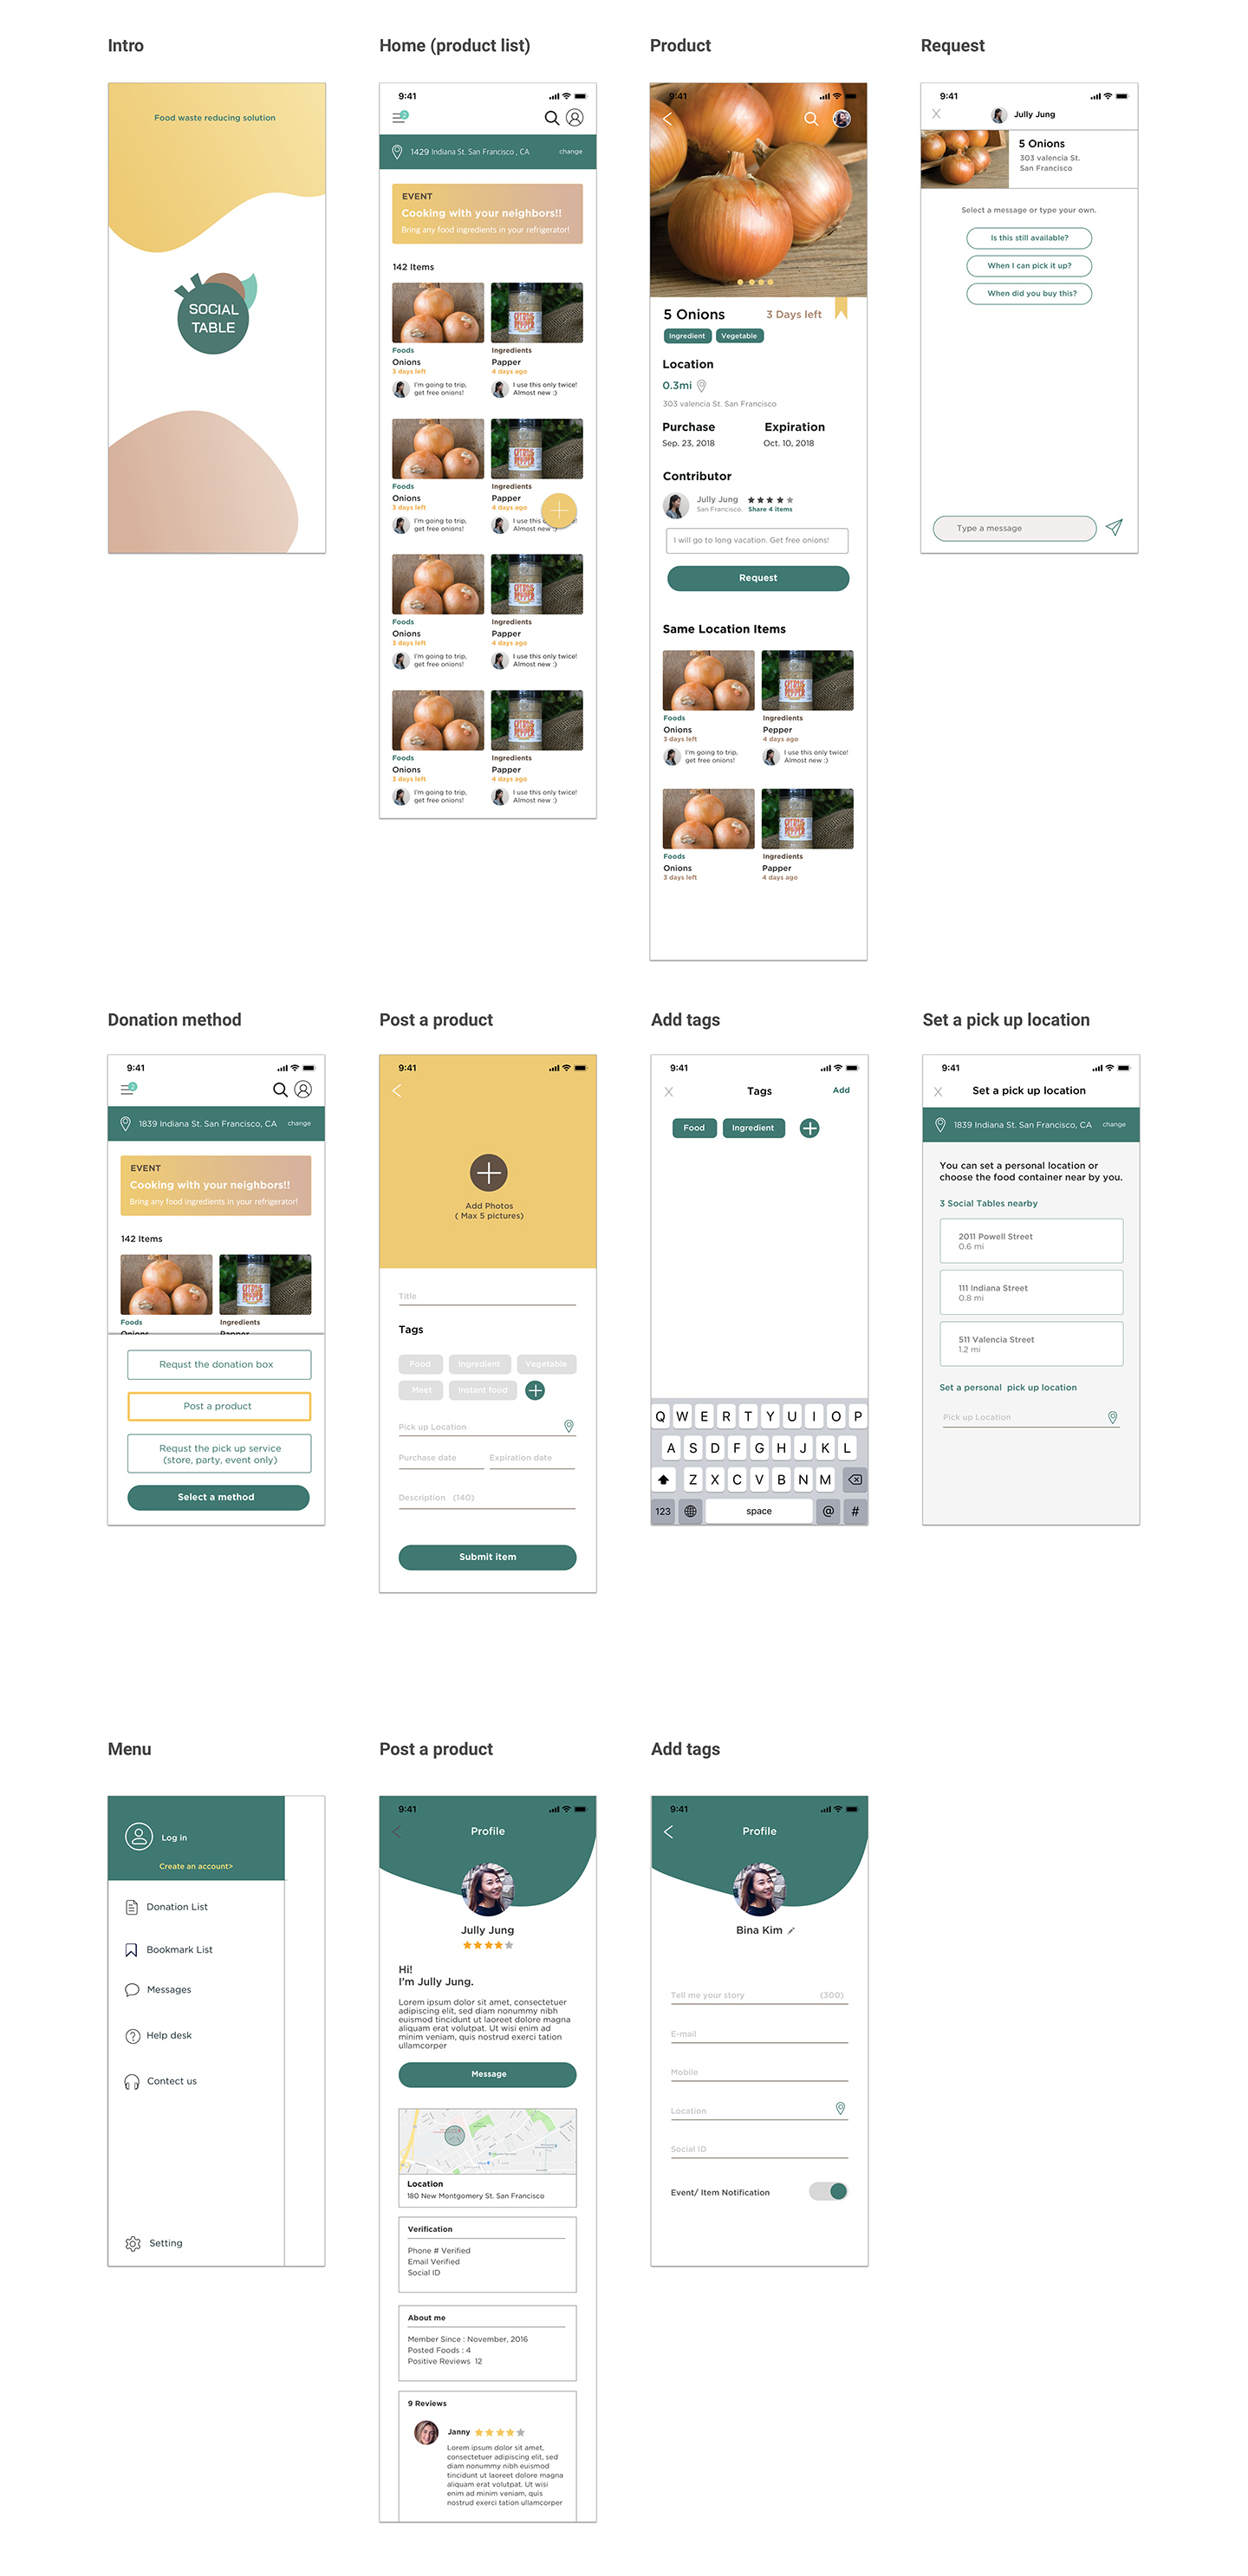 Intro
Food waste reducing solution
SOCIAL
TABLE
Home (product list)
9:41
2
1429 Indiana St. San Francisco , CA
change
EVENT
Cooking with your neighbors!!
Bring any food ingredients in your refrigerator!
142 Items
CITRUS
PEPPER
Foods
Onions
3 days left
I'm going to trip,
get free onions!
Ingredients
Papper
4 days ago
I use this only twice!
Almost new :)
CITRUS
PEPPER
Foods
Onions
3 days left
I'm going to trip,
get free onions!
Ingredients
Papper
4 days ago
I use this
Almost new :)
CITRUS
PEPPER
Foods
Onions
3 days left
I'm going to trip,
get free onions!
Ingredients
Papper
4 days ago
I use this only twice!
Almost new :)
CITRUS
PEPPER
Foods
Onions
3 days left
I'm going to trip,
get free onions!
Ingredients
Papper
4 days ago
I use this only twice!
Almost new :)
Product
9:41
5 Onions
3 Days left
Ingredient
Vegetable
Location
0.3mi
303 valencia St. San Francisco
Purchase
Sep. 23, 2018
Expiration
Oct. 10, 2018
Contributor
Jully Jung
San Francisco.
Share 4 items
I will go to long vacation. Get free onions!
Request
Same Location Items
CITRUS
PEPPER
Foods
Onions
3 days left
I'm going to trip,
get free onions!
Ingredients
Pepper
4 days ago
I use this only twice!
Almost new :)
CITRUS
PEPPER
Foods
Onions
3 days left
Ingredients
Papper
4 days ago
Request
9:41
X
Jully Jung
5 Onions
303 valencia St.
San Francisco
Select a message or type your own.
Is this still available?
When I can pick it up?
When did you buy this?
Type a message
Donation method
9:41
2
1839 Indiana St. San Francisco, CA
change
EVENT
Cooking with your neighbors!!
Bring any food ingredients in your refrigerator!
142 Items
CITRUS
PEPPER
Foods
Onions
Ingredients
Papper
Requst the donation box
Post a product
Requst the pick up service
(store, party, event only)
Select a method
Post a product
9:41
Add Photos
( Max 5 pictures)
Title
Tags
Food
Ingredient
Vegetable
Meet
Instant food
Pick up Location
Purchase date
Expiration date
Description (140)
Submit item
Add tags
9:41
X
Tags
Add
Food
Ingredient
Q W E R T Y U I O P
A S D F G H J K L
Z X C V B N M
123
space
@
#
Set a pick up location
9:41
X
Set a pick up location
1839 Indiana St. San Francisco, CA
change
You can set a personal location or
choose the food container near by you.
3 Social Tables nearby
2011 Powell Street
0.6 mi
111 Indiana Street
0.8 mi
511 Valencia Street
1.2 mi
Set a personal pick up location
Pick up Location
Menu
Log in
Create an account>
Donation List
Bookmark List
Messages
Help desk
Contect us
Setting
Post a product
9:41
Profile
Jully Jung
Hi!
I'm Jully Jung.
Lorem ipsum dolor sit amet, consectetuer
adipiscing elit, sed diam nonummy nibh
euismod tincidunt ut laoreet dolore magna
aliquam erat volutpat. Ut wisi enim ad
minim veniam, quis nostrud exerci tation
ullamcorper
Message
Location
180 New Montgomery St. San Francisco
Verification
Phone # Verified
Email Verified
Social ID
About me
Member Since : November, 2016
Posted Foods : 4
Positive Reviews 12
9 Reviews
Janny
Lorem ipsum dolor sit amet,
consectetuer adipiscing elit, sed
diam nonummy nibh euismod
tincidunt ut laoreet dolore magna
aliquam erat volutpat. Ut wisi
enim ad minim veniam, quis
nostrud exerci tation ullamcorper
Add tags
9:41
Profile
Bina Kim
Tell me your story
(300)
E-mail
Mobile
Location
Social ID
Event/ Item Notification